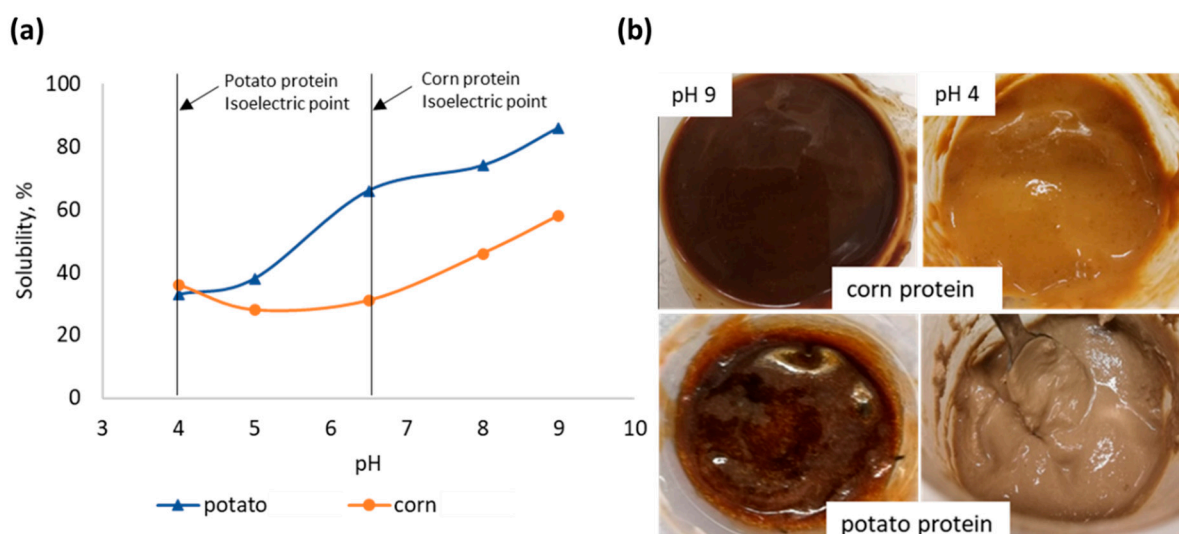 (a)
(b)
100
80
60
40
20
0
Solubility, %
Potato protein
Isoelectric point
Corn protein
Isoelectric point
3 4 5 6 7 8 9 10
pH
potato corn
pH 9
pH 4
corn protein
potato protein